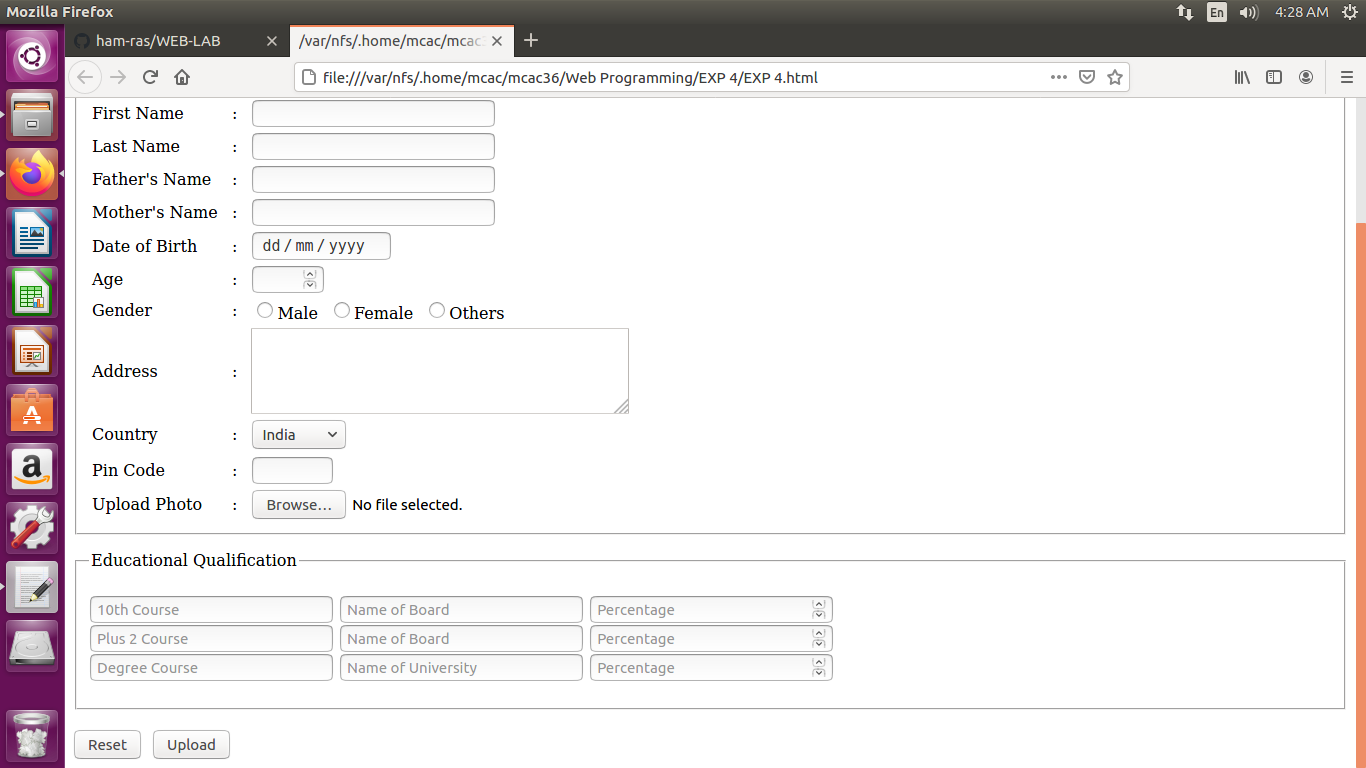 Mozilla Firefox En 4:28 AM
ham-ras/WEB-LAB /var/nfs/.home/mcac/mcac
file:///var/nfs/.home/mcac/mcac36/Web Programming/EXP 4/EXP 4.html
First Name :
Last Name :
Father's Name :
Mother's Name :
Date of Birth : dd / mm / yyyy
Age :
Gender : Male Female Others
Address :
Country : India
Pin Code :
Upload Photo : Browse... No file selected.
Educational Qualification
10th Course Name of Board Percentage
Plus 2 Course Name of Board Percentage
Degree Course Name of University Percentage
Reset Upload